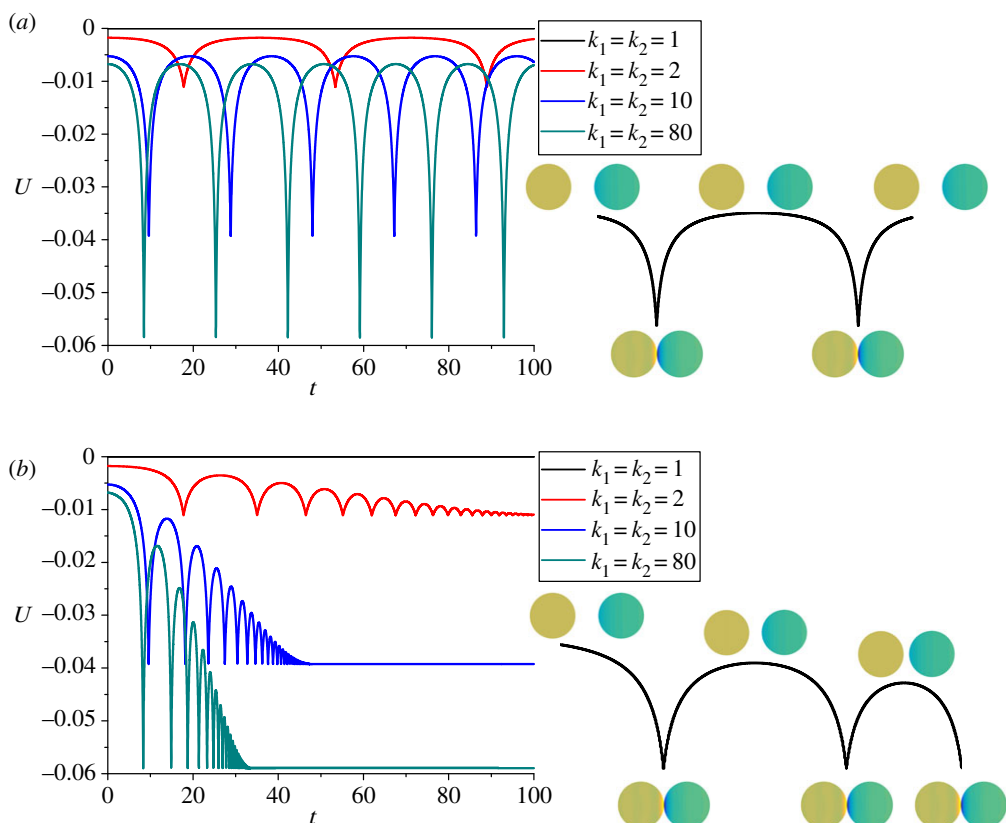 (a)
0
−0.01
−0.02
−0.03
−0.04
−0.05
−0.06
U
0 20 40 60 80 100
t
k1 = k2 = 1
k1 = k2 = 2
k1 = k2 = 10
k1 = k2 = 80
(b)
0
−0.01
−0.02
−0.03
−0.04
−0.05
−0.06
U
0 20 40 60 80 100
t
k1 = k2 = 1
k1 = k2 = 2
k1 = k2 = 10
k1 = k2 = 80